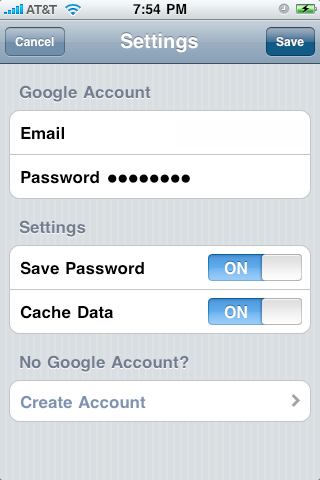 AT&T 7:54 PM
Cancel Settings Save
Google Account
Email
Password ●●●●●●●●
Settings
Save Password ON
Cache Data ON
No Google Account?
Create Account